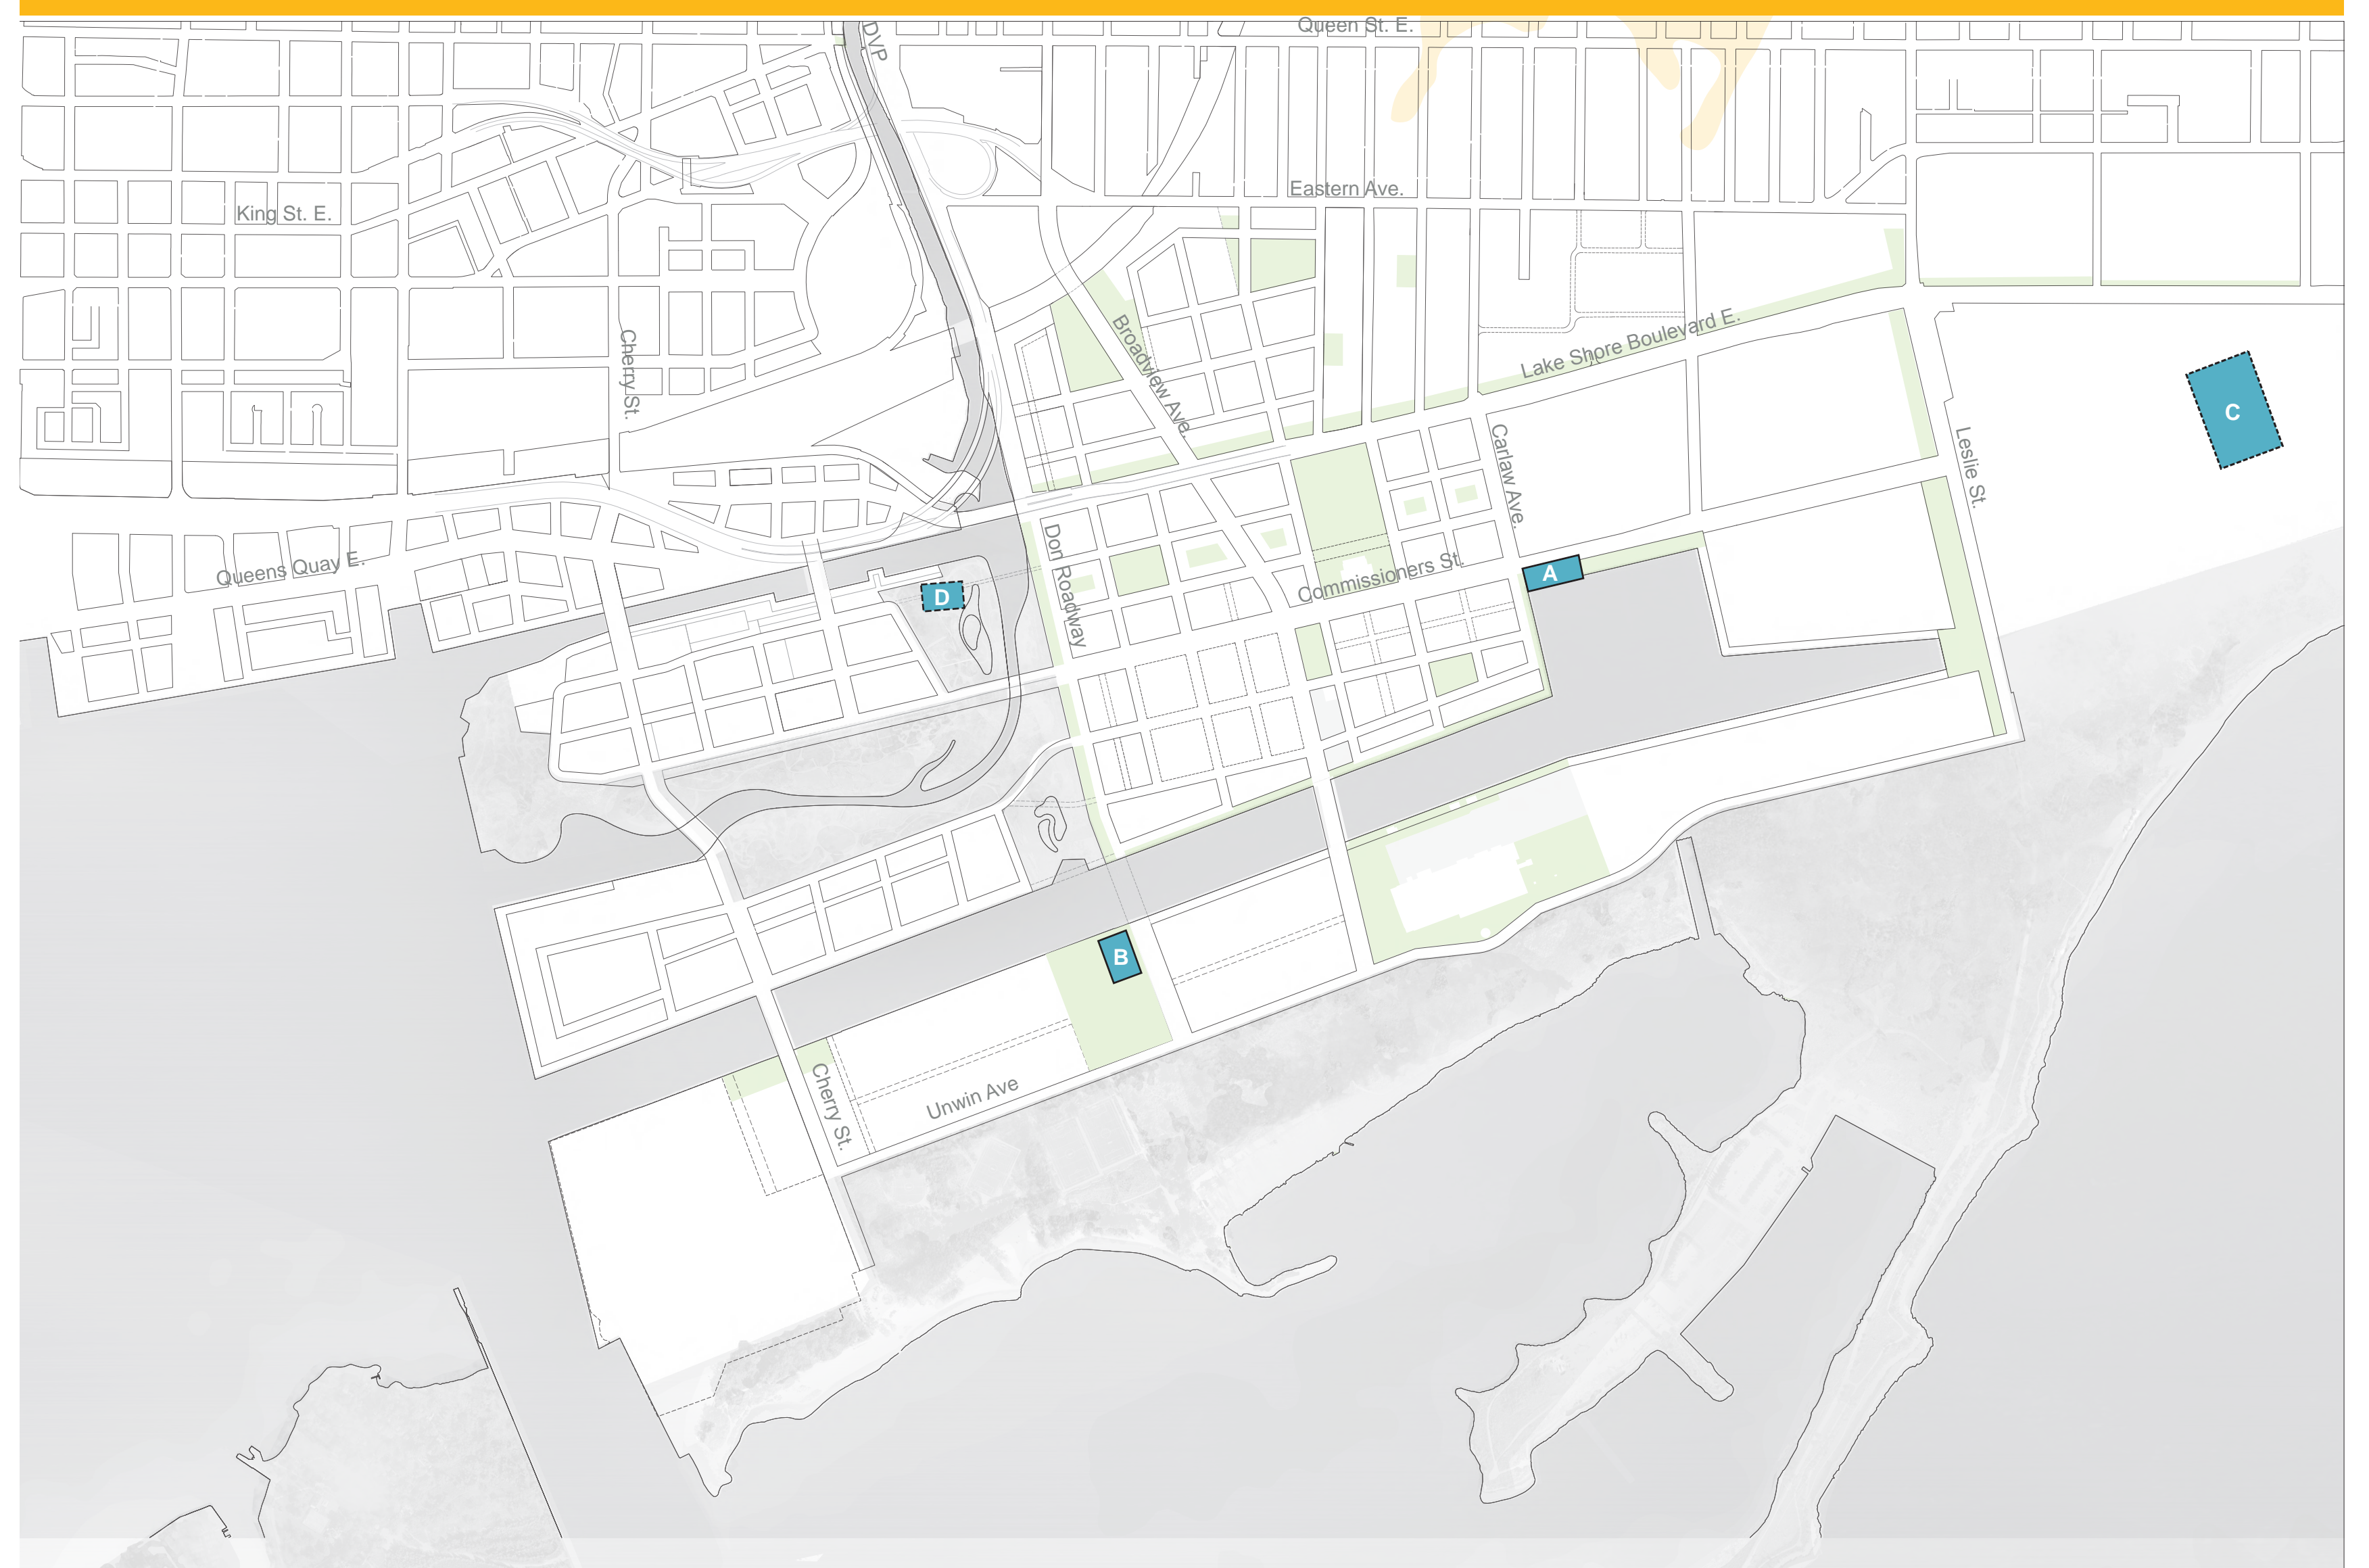 Queen St. E.
DVP
Eastern Ave.
King St. E.
Cherry St.
Broadview Ave.
Lake Shore Boulevard E.
C
Carlaw Ave.
Leslie St.
Queens Quay E.
Don Roadway
Commissioners St.
A
D
B
Cherry St.
Unwin Ave